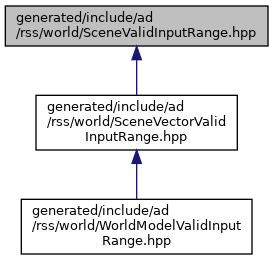 generated/include/ad
/rss/world/SceneValidInputRange.hpp
generated/include/ad
/rss/world/SceneVectorValid
InputRange.hpp
generated/include/ad
/rss/world/WorldModelValidInput
Range.hpp